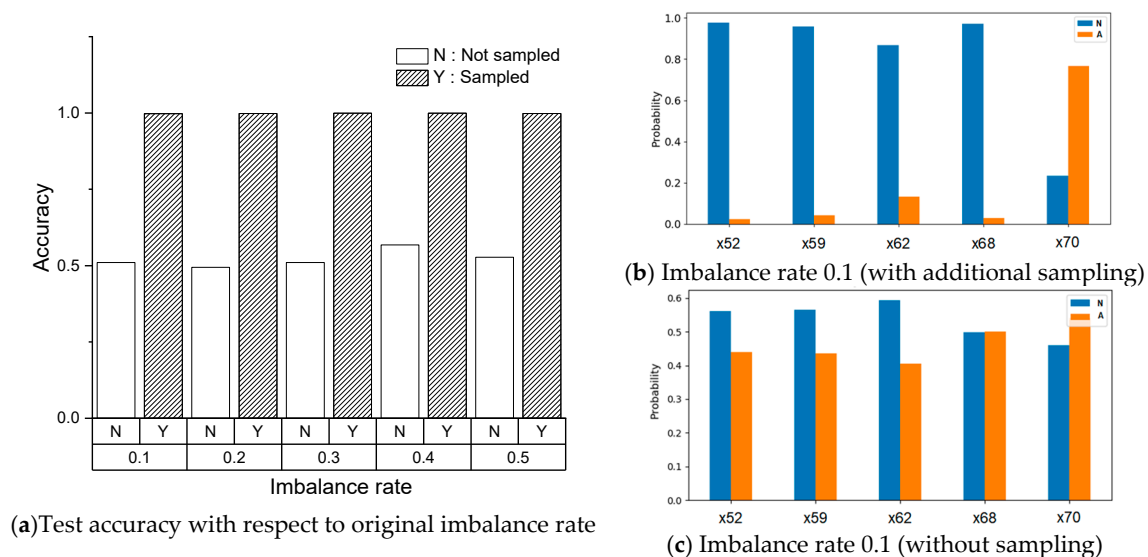 N : Not sampled
Y : Sampled
1.0
0.5
0.0
Accuracy
N Y N Y N Y N Y N Y
0.1 0.2 0.3 0.4 0.5
Imbalance rate
(a)Test accuracy with respect to original imbalance rate
N
A
1.0
0.8
0.6
0.4
0.2
0.0
Probability
x52 x59 x62 x68 x70
(b) Imbalance rate 0.1 (with additional sampling)
N
A
0.6
0.5
0.4
0.3
0.2
0.1
0.0
Probability
x52 x59 x62 x68 x70
(c) Imbalance rate 0.1 (without sampling)